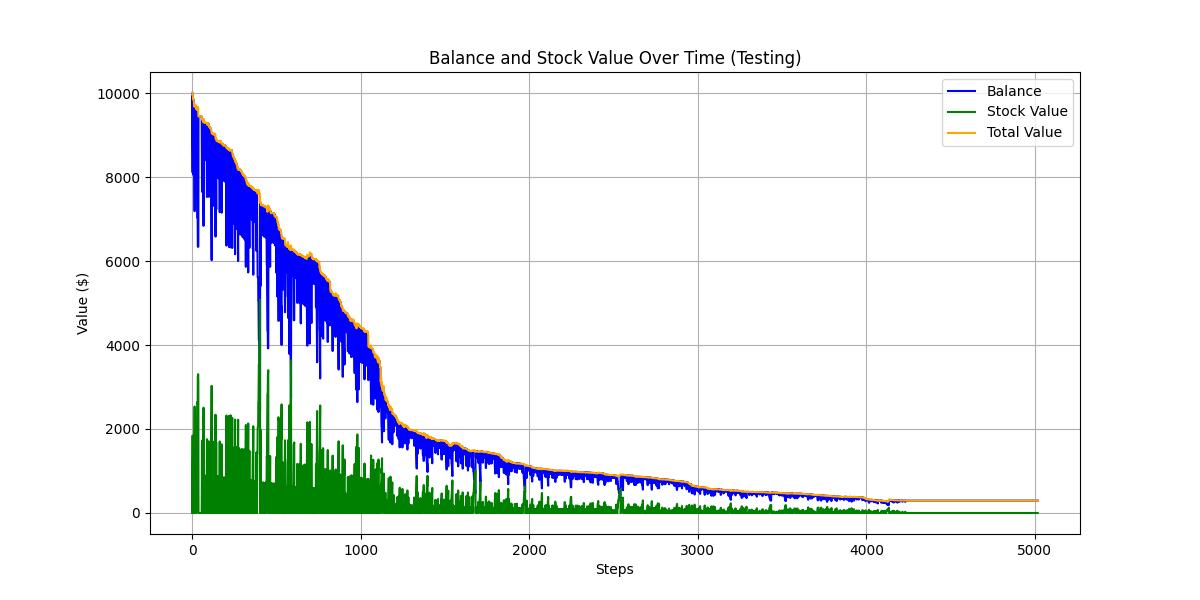 Balance and Stock Value Over Time (Testing)
Value ($)
10000
8000
6000
4000
2000
0
Balance
Stock Value
Total Value
0 1000 2000 3000 4000 5000
Steps